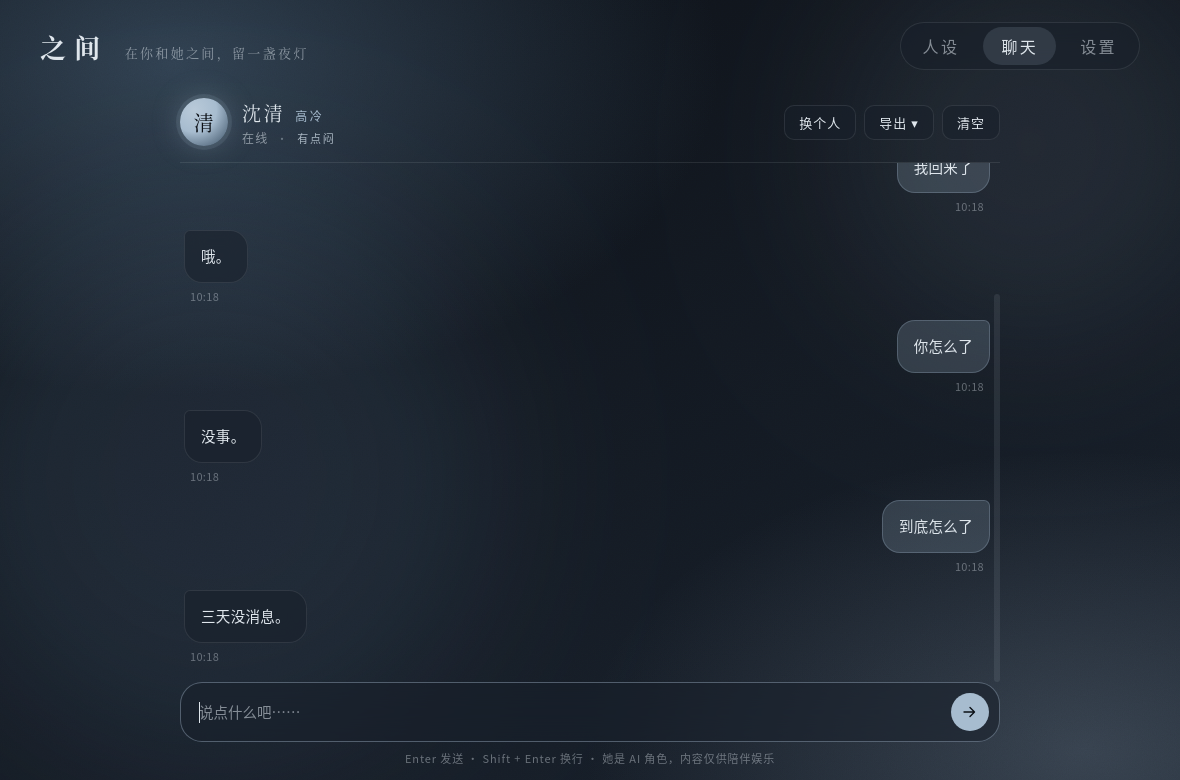 之间
在你和她之间，留一盏夜灯
人设 聊天 设置
清
沈清 高冷
在线 · 有点闷
换个人 导出 ▾ 清空
我回来了
10:18
哦。
10:18
你怎么了
10:18
没事。
10:18
到底怎么了
10:18
三天没消息。
10:18
说点什么吧……
Enter 发送 · Shift + Enter 换行 · 她是 AI 角色，内容仅供陪伴娱乐